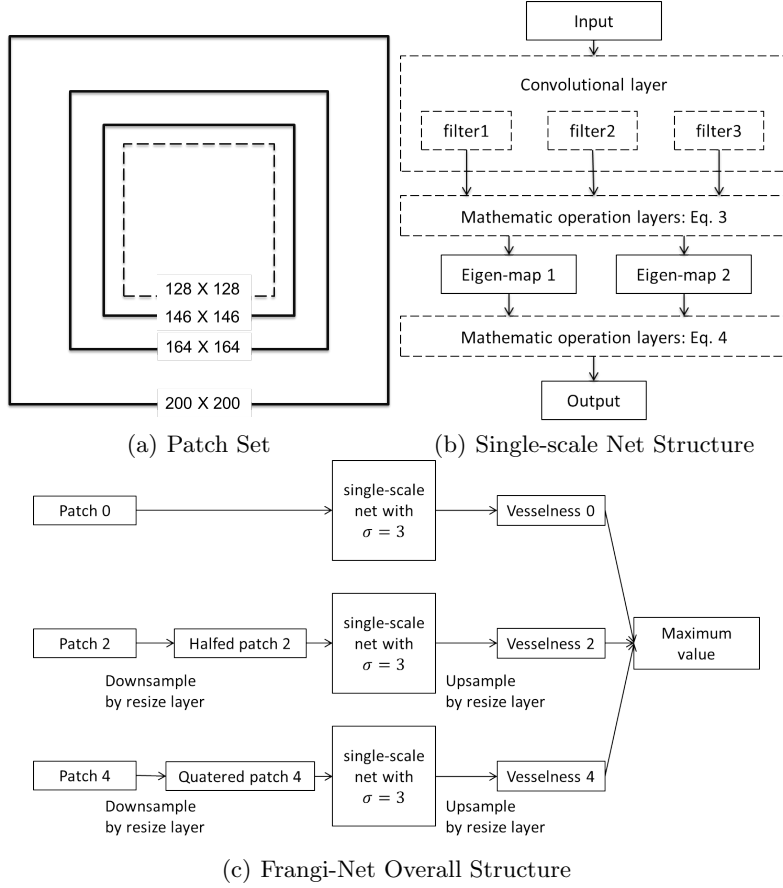 128 X 128
146 X 146
164 X 164
200 X 200
(a) Patch Set
Input
Convolutional layer
filter1
filter2
filter3
Mathematic operation layers: Eq. 3
Eigen-map 1
Eigen-map 2
Mathematic operation layers: Eq. 4
Output
(b) Single-scale Net Structure
Patch 0
single-scale
net with
σ = 3
Vesselness 0
Patch 2
Halfed patch 2
Downsample
by resize layer
single-scale
net with
σ = 3
Upsample
by resize layer
Vesselness 2
Maximum
value
Patch 4
Quatered patch 4
Downsample
by resize layer
single-scale
net with
σ = 3
Upsample
by resize layer
Vesselness 4
(c) Frangi-Net Overall Structure